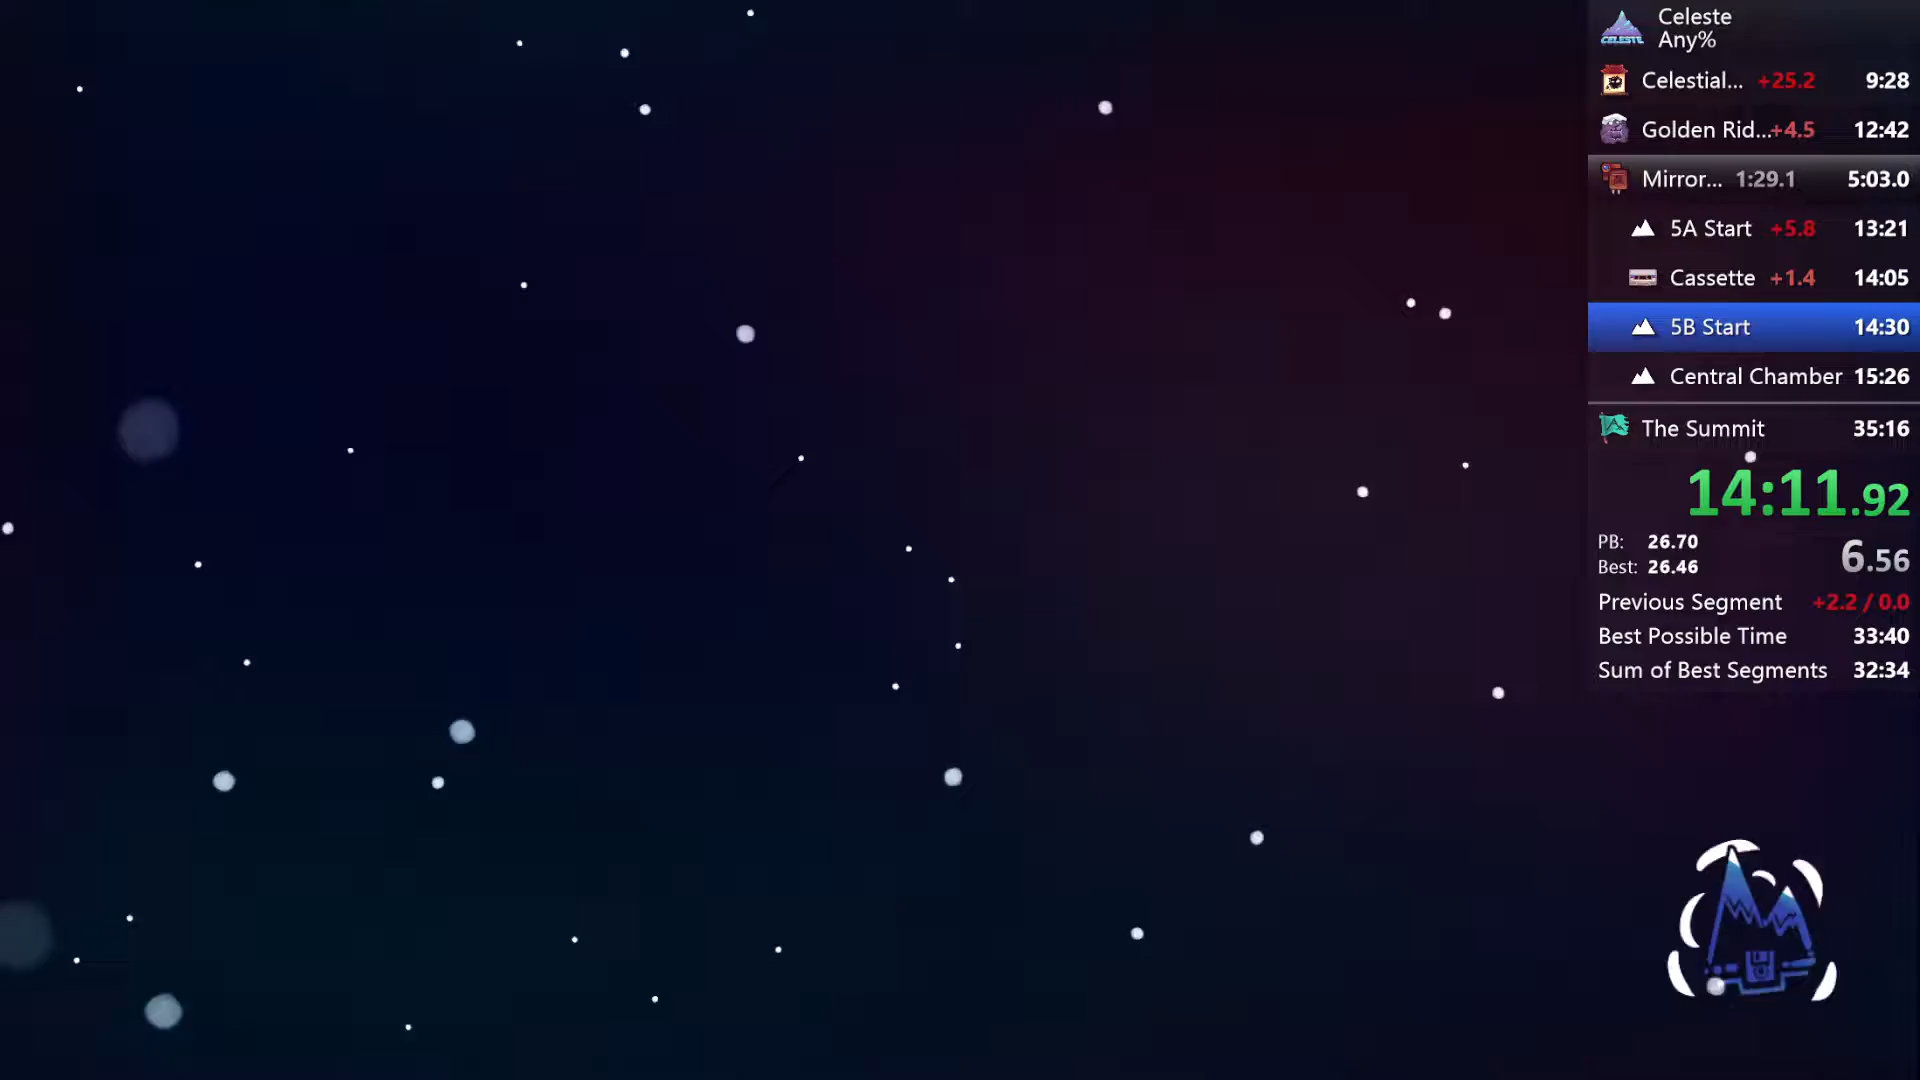 Celeste
Any%
CELESTE
Celestial... +25.2 9:28
Golden Rid...+4.5 12:42
Mirror... 1:29.1 5:03.0
5A Start +5.8 13:21
Cassette +1.4 14:05
5B Start 14:30
Central Chamber 15:26
The Summit 35:16
14:11.92
PB: 26.70
6.56
Best: 26.46
Previous Segment +2.2 / 0.0
Best Possible Time 33:40
Sum of Best Segments 32:34